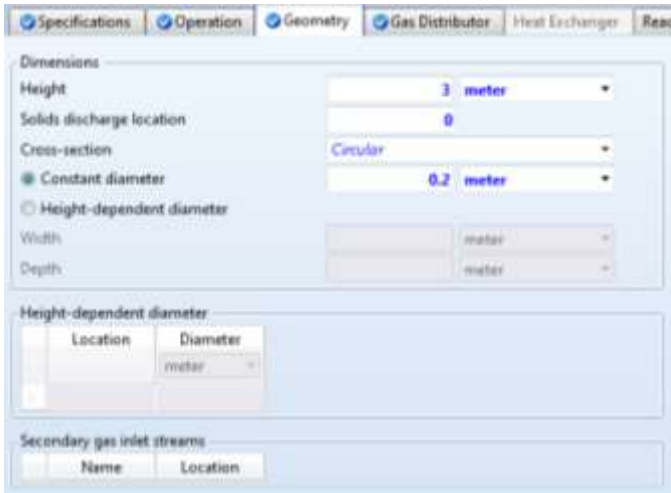 Specifications Operation Geometry Gas Distributor Heat Exchanger Reac
Dimensions
Height 3 meter
Solids discharge location 0
Cross-section Circular
Constant diameter 0.2 meter
Height-dependent diameter
Width meter
Depth meter
Height-dependent diameter
Location Diameter
meter
Secondary gas inlet streams
Name Location